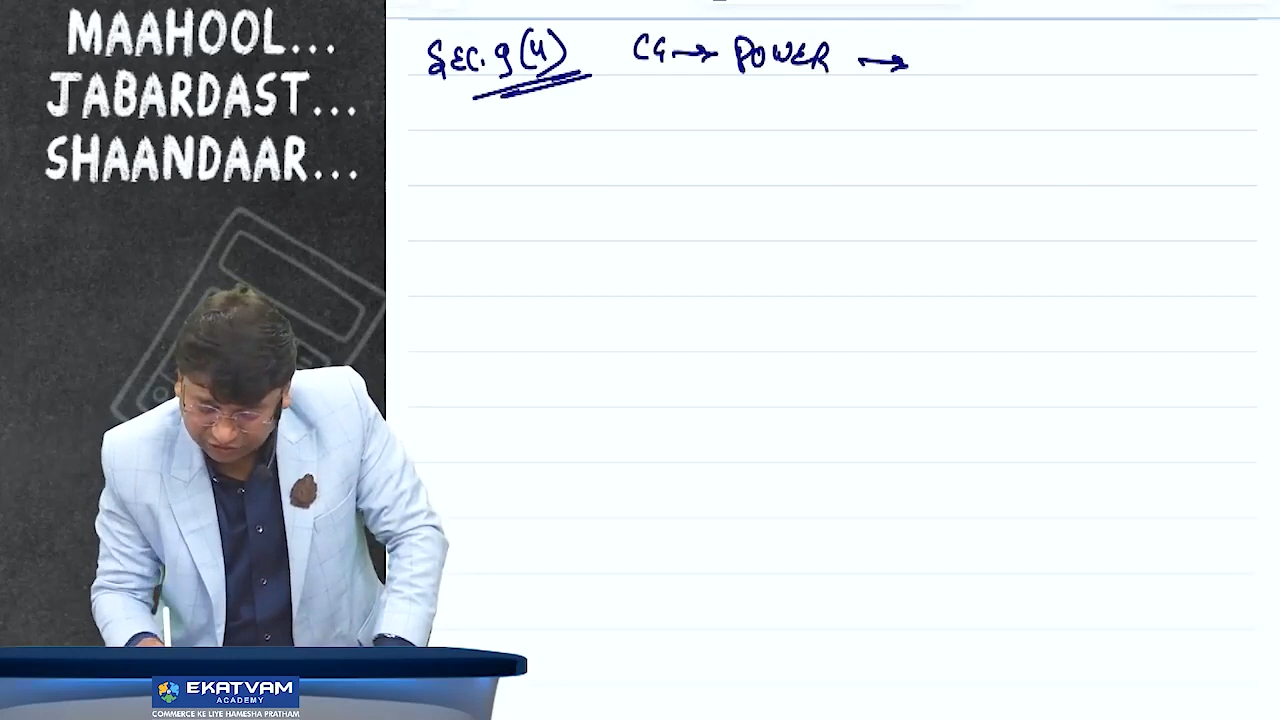 MAAHOOL...
JABARDAST...
SHAANDAAR...
SEC. 9(4) CG → POWER →
EKATVAM
ACADEMY
COMMERCE KE LIYE HAMESHA PRATHAM